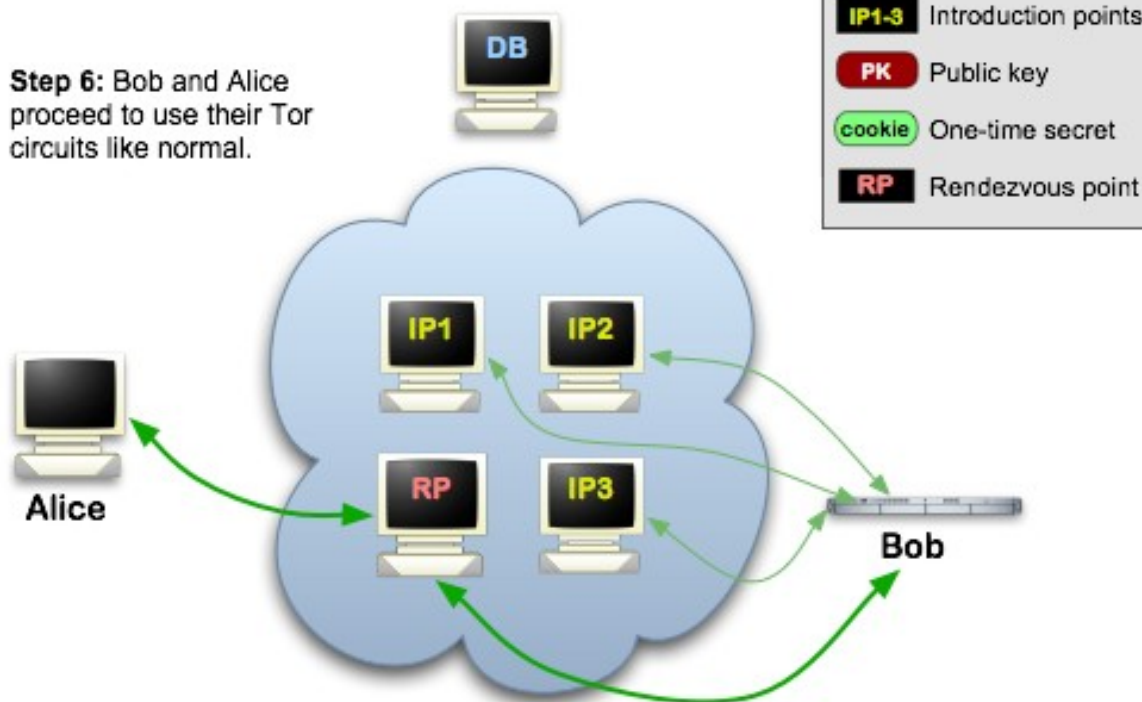 Step 6: Bob and Alice
proceed to use their Tor
circuits like normal.
DB
IP1-3 Introduction points
PK Public key
cookie One-time secret
RP Rendezvous point
IP1
IP2
Alice
RP
IP3
Bob